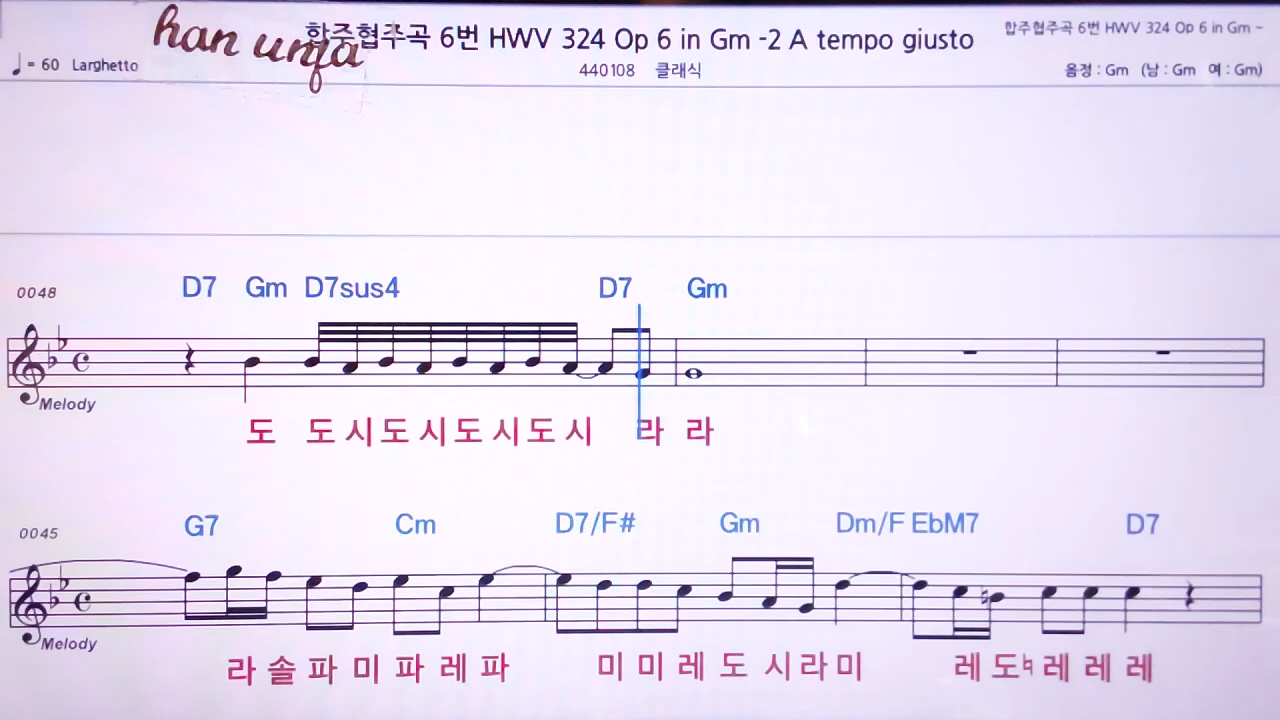 han unja
합주협주곡 6번 HWV 324 Op 6 in Gm -2 A tempo giusto
합주협주곡 6번 HWV 324 Op 6 in Gm -
♩= 60 Larghetto
440108 클래식
음정 : Gm (남 : Gm 여 : Gm)
0048 D7 Gm D7sus4 D7 Gm
Melody
도 도 시 도 시 도 시 도 시 라 라
0045 G7 Cm D7/F# Gm Dm/F EbM7 D7
Melody
라 솔 파 미 파 레 파 미 미 레 도 시 라 미 레 도♮ 레 레 레